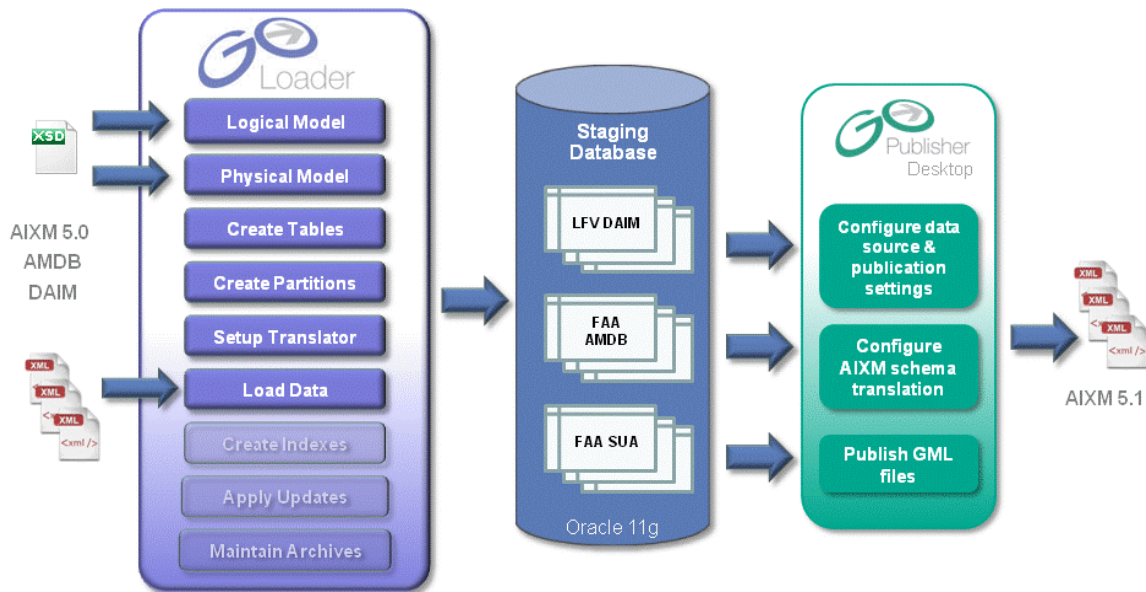 XSD
AIXM 5.0
AMDB
DAIM
XML
XML
<
XML
<xml />
GO
Loader
Logical Model
Physical Model
Create Tables
Create Partitions
Setup Translator
Load Data
Create Indexes
Apply Updates
Maintain Archives
Staging
Database
LFV DAIM
FAA
AMDB
FAA SUA
Oracle 11g
GO
Publisher
Desktop
Configure data
source &
publication
settings
Configure
AIXM schema
translation
Publish GML
files
XML
XML
<
XML
<xml />
AIXM 5.1